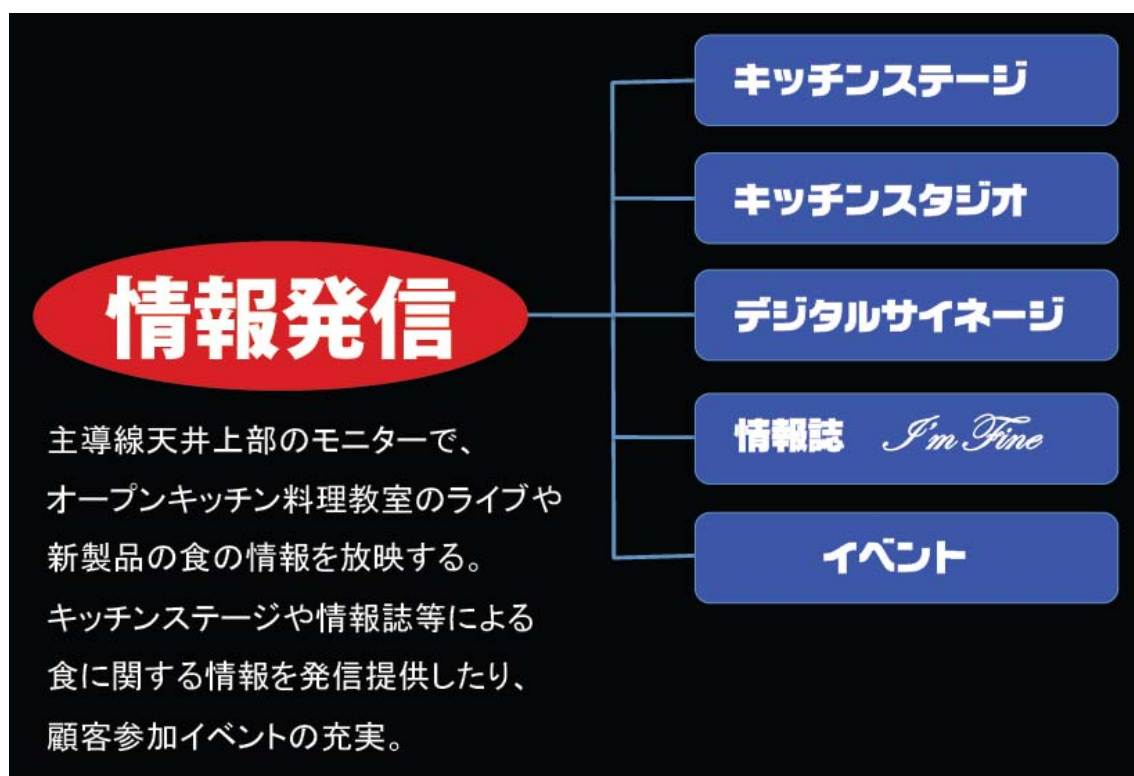 キッチンステージ
キッチンスタジオ
情報発信
デジタルサイネージ
情報誌 I'm Fine
イベント
主導線天井上部のモニターで、
オープンキッチン料理教室のライブや
新製品の食の情報を放映する。
キッチンステージや情報誌等による
食に関する情報を発信提供したり、
顧客参加イベントの充実。